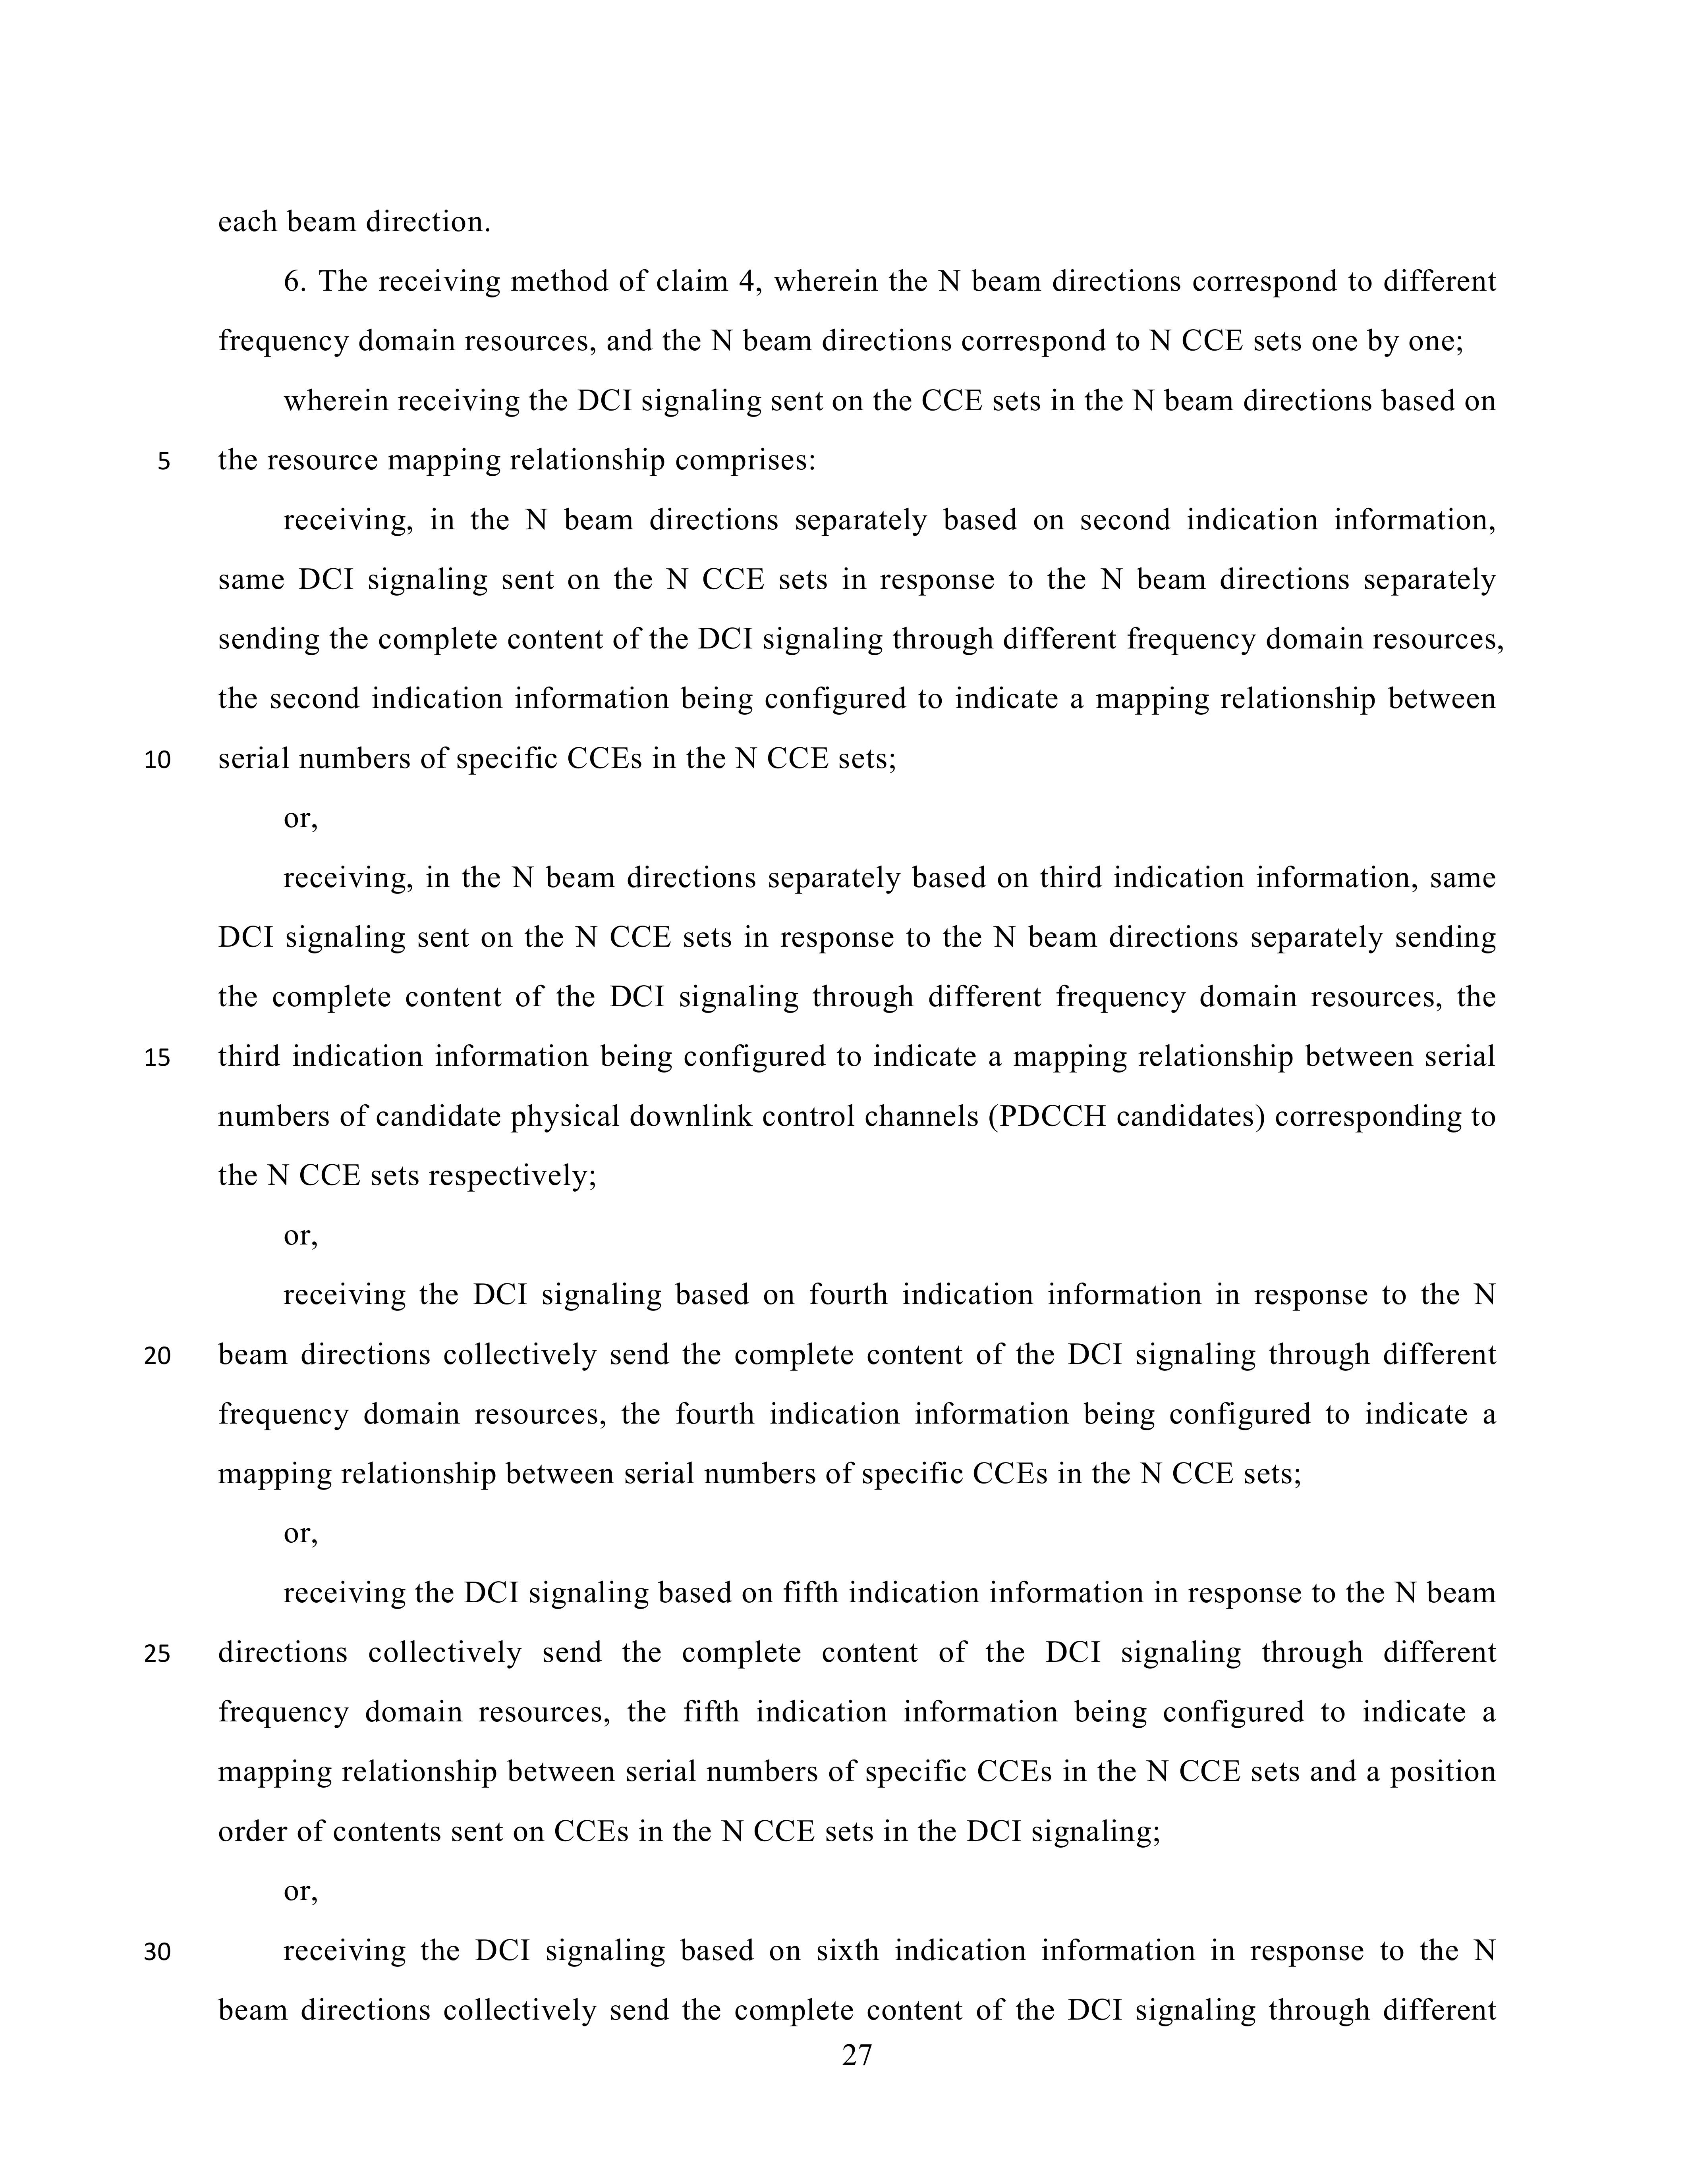 each beam direction.
6. The receiving method of claim 4, wherein the N beam directions correspond to different
frequency domain resources, and the N beam directions correspond to N CCE sets one by one;
wherein receiving the DCI signaling sent on the CCE sets in the N beam directions based on
5 the resource mapping relationship comprises:
receiving, in the N beam directions separately based on second indication information,
same DCI signaling sent on the N CCE sets in response to the N beam directions separately
sending the complete content of the DCI signaling through different frequency domain resources,
the second indication information being configured to indicate a mapping relationship between
10 serial numbers of specific CCEs in the N CCE sets;
or,
receiving, in the N beam directions separately based on third indication information, same
DCI signaling sent on the N CCE sets in response to the N beam directions separately sending
the complete content of the DCI signaling through different frequency domain resources, the
15 third indication information being configured to indicate a mapping relationship between serial
numbers of candidate physical downlink control channels (PDCCH candidates) corresponding to
the N CCE sets respectively;
or,
receiving the DCI signaling based on fourth indication information in response to the N
20 beam directions collectively send the complete content of the DCI signaling through different
frequency domain resources, the fourth indication information being configured to indicate a
mapping relationship between serial numbers of specific CCEs in the N CCE sets;
or,
receiving the DCI signaling based on fifth indication information in response to the N beam
25 directions collectively send the complete content of the DCI signaling through different
frequency domain resources, the fifth indication information being configured to indicate a
mapping relationship between serial numbers of specific CCEs in the N CCE sets and a position
order of contents sent on CCEs in the N CCE sets in the DCI signaling;
or,
30 receiving the DCI signaling based on sixth indication information in response to the N
beam directions collectively send the complete content of the DCI signaling through different
27